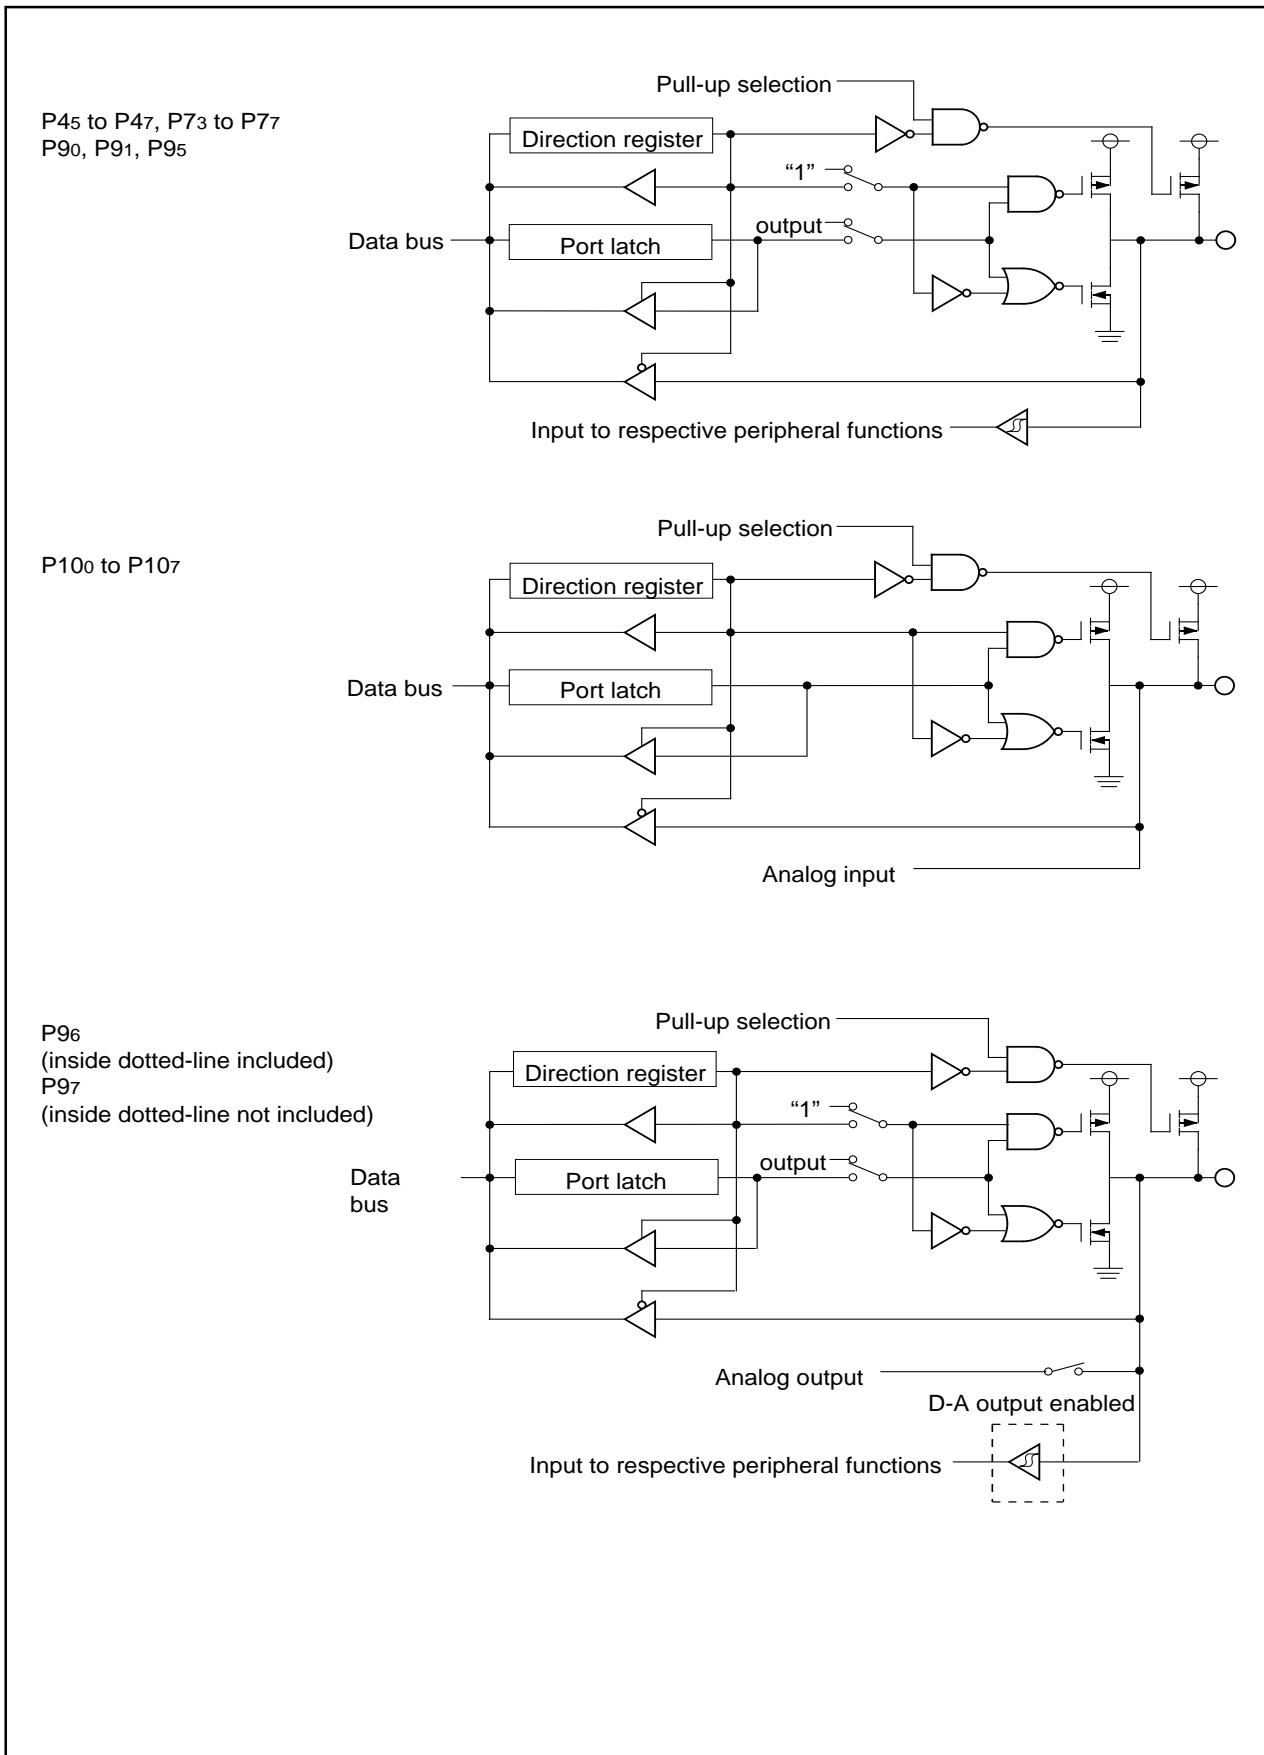 Pull-up selection
P45 to P47, P73 to P77
P90, P91, P95
Direction register
“1”
output
Data bus
Port latch
Input to respective peripheral functions
Pull-up selection
P100 to P107
Direction register
Data bus
Port latch
Analog input
Pull-up selection
P96
(inside dotted-line included)
P97
(inside dotted-line not included)
Direction register
“1”
output
Data
bus
Port latch
Analog output
D-A output enabled
Input to respective peripheral functions